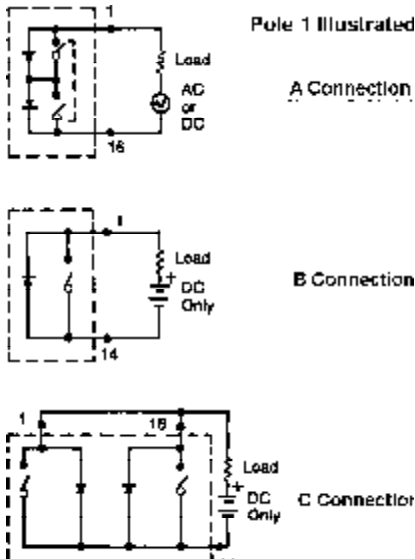 1
Pole 1 Illustrated
Load
AC
or
DC
A Connection
16
1
Load
+
DC
Only
B Connection
14
1
16
Load
+
DC
Only
C Connection